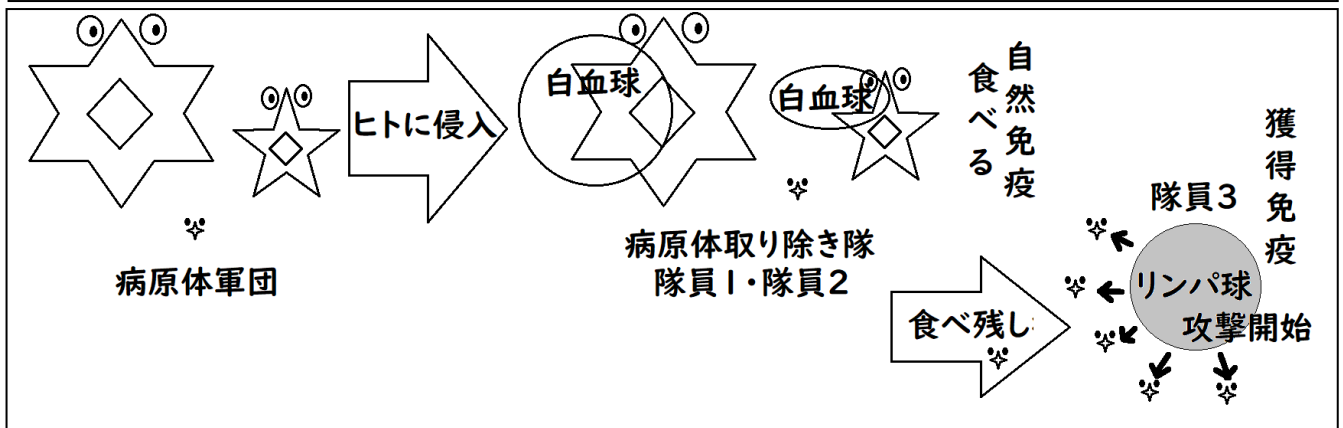 病原体軍団
ヒトに侵入
白血球
白血球
病原体取り除き隊
隊員1・隊員2
自然免疫
食べる
食べ残し
獲得免疫
隊員3
リンパ球
攻撃開始